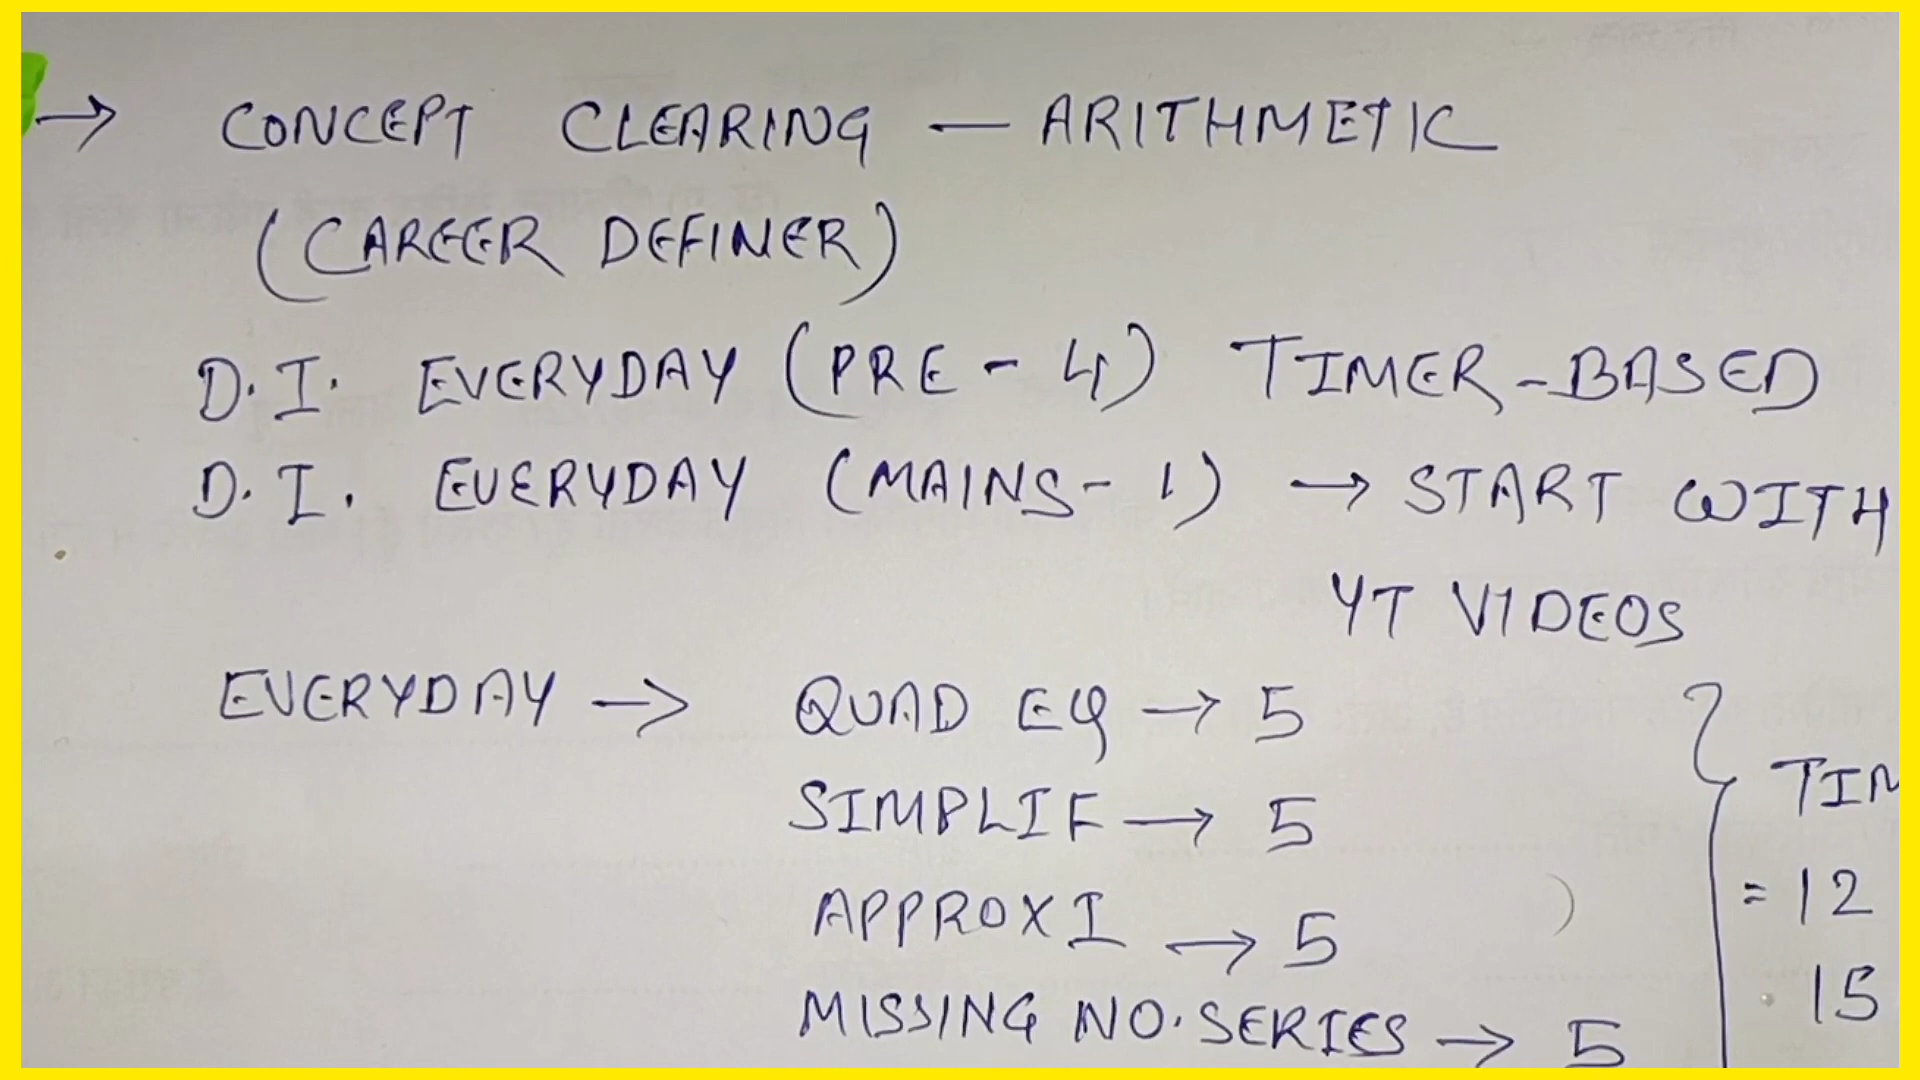 → CONCEPT CLEARING — ARITHMETIC
(CAREER DEFINER)
D.I. EVERYDAY (PRE - 4) TIMER-BASED
D.I. EVERYDAY (MAINS- 1) → START WITH
YT VIDEOS
EVERYDAY → QUAD EQ → 5
SIMPLIF → 5
APPROXI → 5
MISSING NO. SERIES → 5
= 12
15